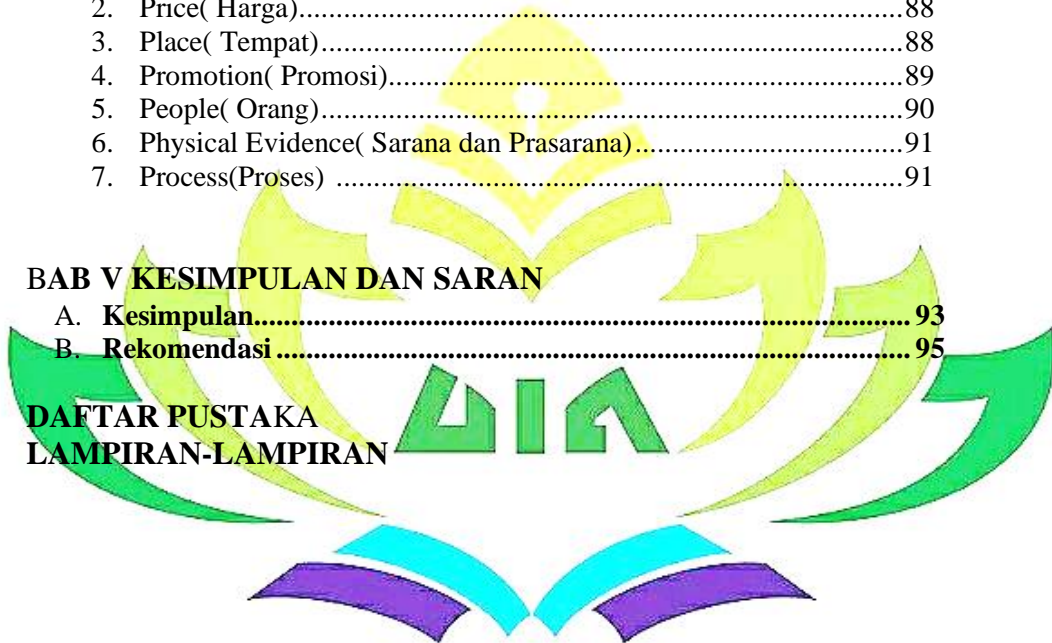 2. Price( Harga)..........................................................................88
3. Place( Tempat).......................................................................88
4. Promotion( Promosi)..............................................................89
5. People( Orang).......................................................................90
6. Physical Evidence( Sarana dan Prasarana)..................................91
7. Process(Proses) .....................................................................91
BAB V KESIMPULAN DAN SARAN
A. Kesimpulan.................................................................................. 93
B. Rekomendasi............................................................................... 95
DAFTAR PUSTAKA
LAMPIRAN-LAMPIRAN